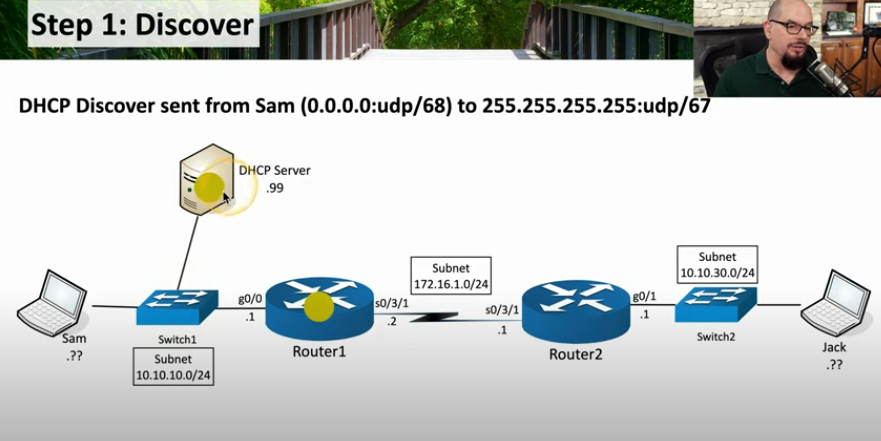 Step 1: Discover
DHCP Discover sent from Sam (0.0.0.0:udp/68) to 255.255.255.255:udp/67
DHCP Server
.99
Subnet
10.10.30.0/24
Subnet
172.16.1.0/24
g0/0
.1
s0/3/1
.2
s0/3/1
.1
g0/1
.1
Sam
.??
Switch1
Subnet
10.10.10.0/24
Router1
Router2
Switch2
Jack
.??